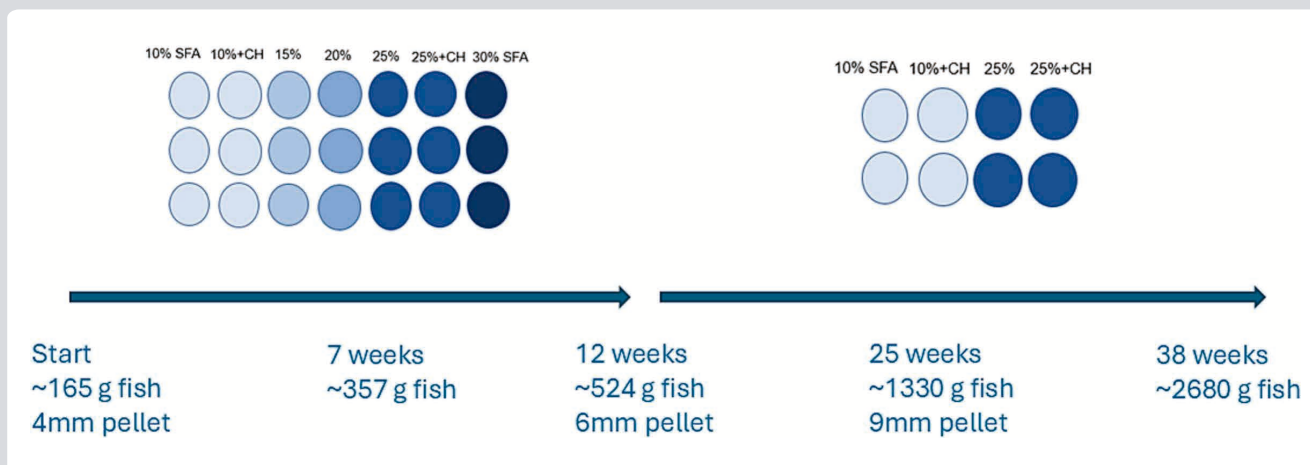 10% SFA 10%+CH 15% 20% 25% 25%+CH 30% SFA
10% SFA 10%+CH 25% 25%+CH
Start
~165 g fish
4mm pellet
7 weeks
~357 g fish
12 weeks
~524 g fish
6mm pellet
25 weeks
~1330 g fish
9mm pellet
38 weeks
~2680 g fish